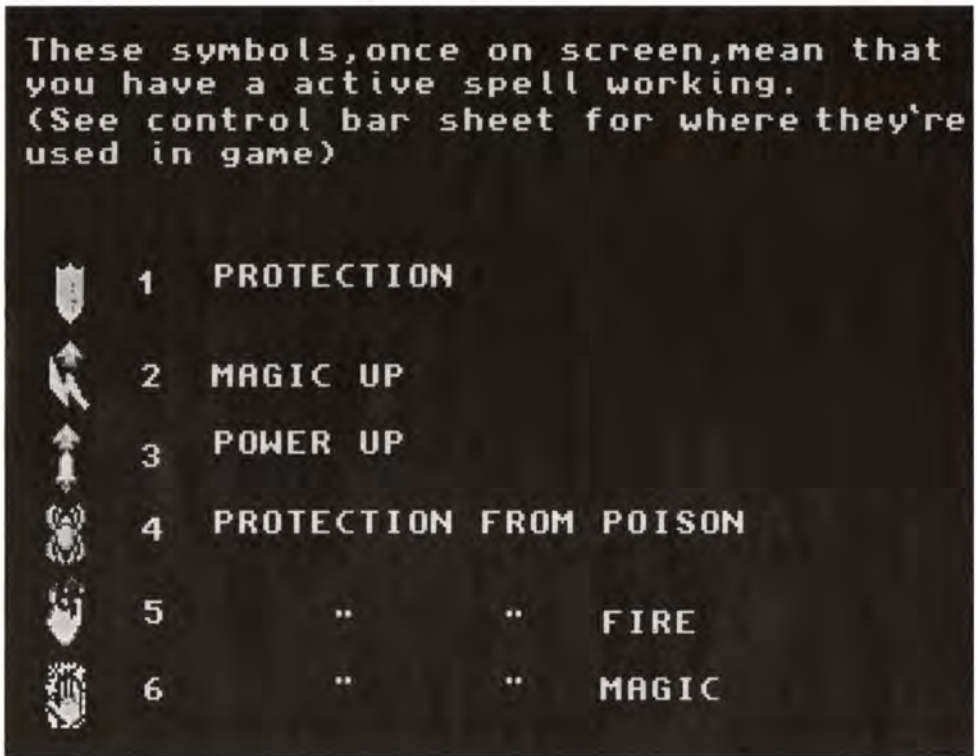 These symbols,once on screen,mean that
you have a active spell working.
(See control bar sheet for where they're
used in game)
1 PROTECTION
2 MAGIC UP
3 POWER UP
4 PROTECTION FROM POISON
5 " " FIRE
6 " " MAGIC